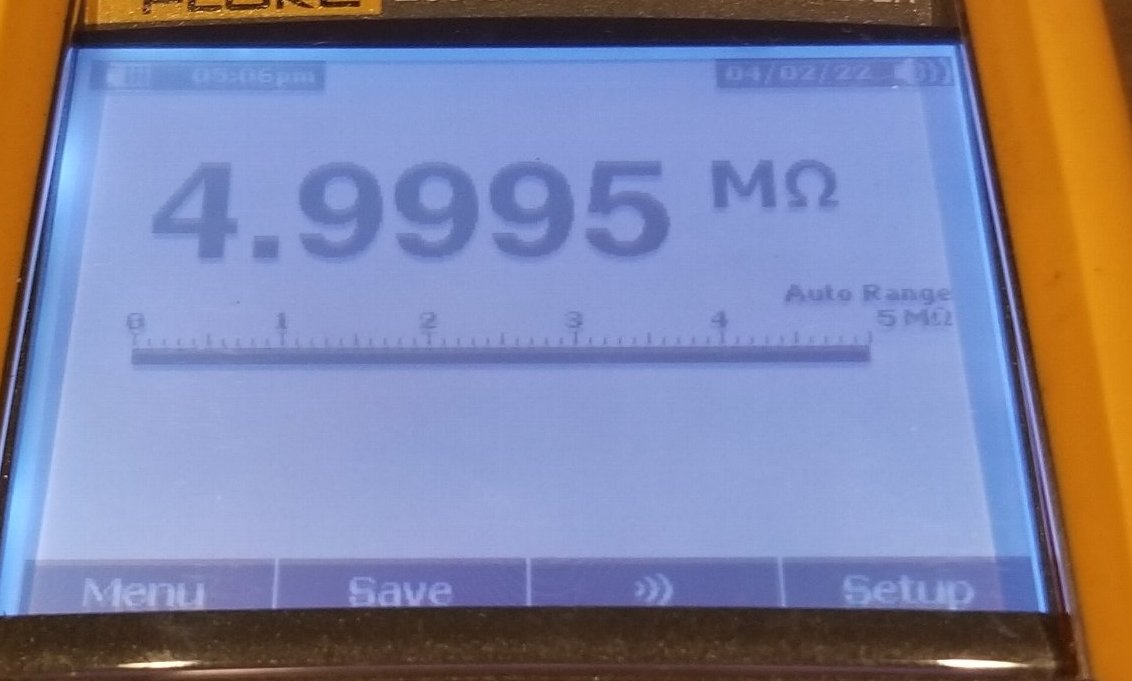 FLUKE
05:06pm 04/02/22
4.9995 MΩ
Auto Range
0 1 2 3 4 5 MΩ
Menu Save Setup